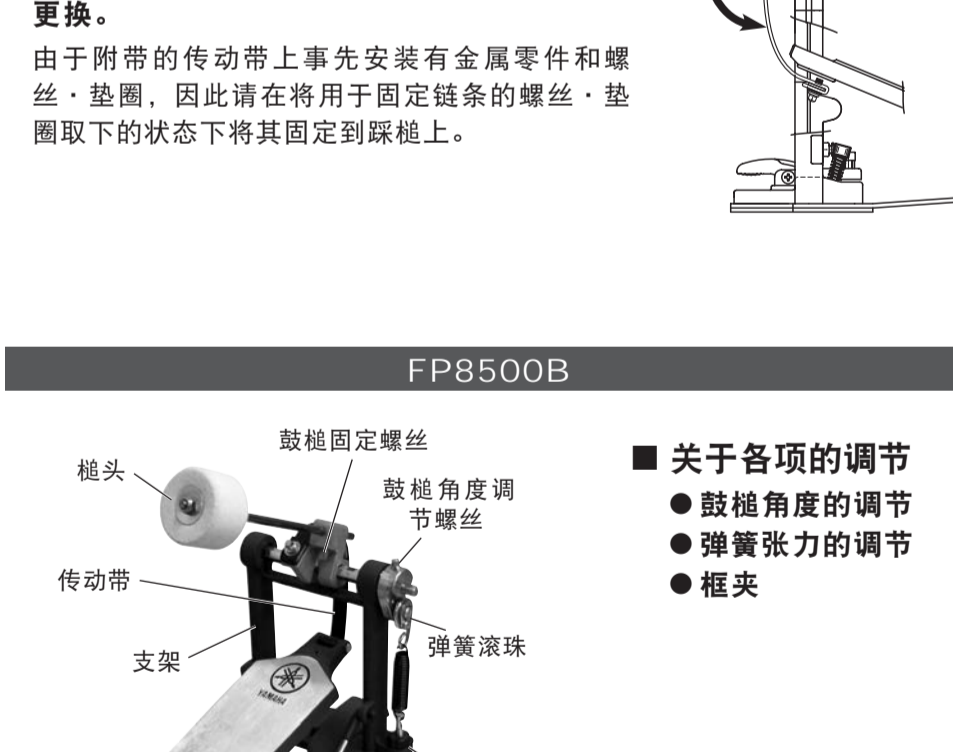 更换。
由于附带的传动带上事先安装有金属零件和螺
丝・垫圈，因此请在将用于固定链条的螺丝・垫
圈取下的状态下将其固定到踩槌上。
FP8500B
鼓槌固定螺丝
槌头
鼓槌角度调
节螺丝
传动带
支架
弹簧滚珠
YAMAHA
■ 关于各项的调节
● 鼓槌角度的调节
● 弹簧张力的调节
● 框夹